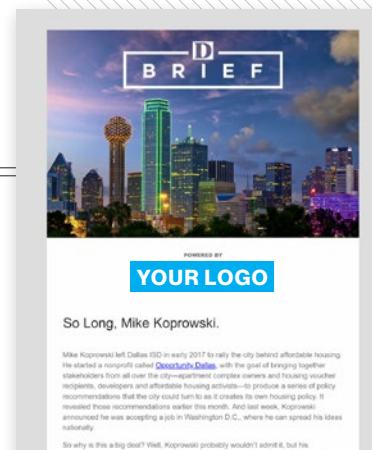 D
BRIEF
POWERED BY
YOUR LOGO
So Long, Mike Koprowski.
Mike Koprowski left Dallas ISD in early 2017 to rally the city behind affordable housing.
He started a nonprofit called Opportunity Dallas, with the goal of bringing together
stakeholders from all over the city—apartment complex owners and housing voucher
recipients, developers and affordable housing activists—to produce a series of policy
recommendations that the city could turn to as it creates its own housing policy. It
revealed those recommendations earlier this month. And last week, Koprowski
announced he was accepting a job in Washington D.C., where he can spread his ideas
nationally.
So why is this a big deal? Well, Koprowski probably wouldn't admit it, but his